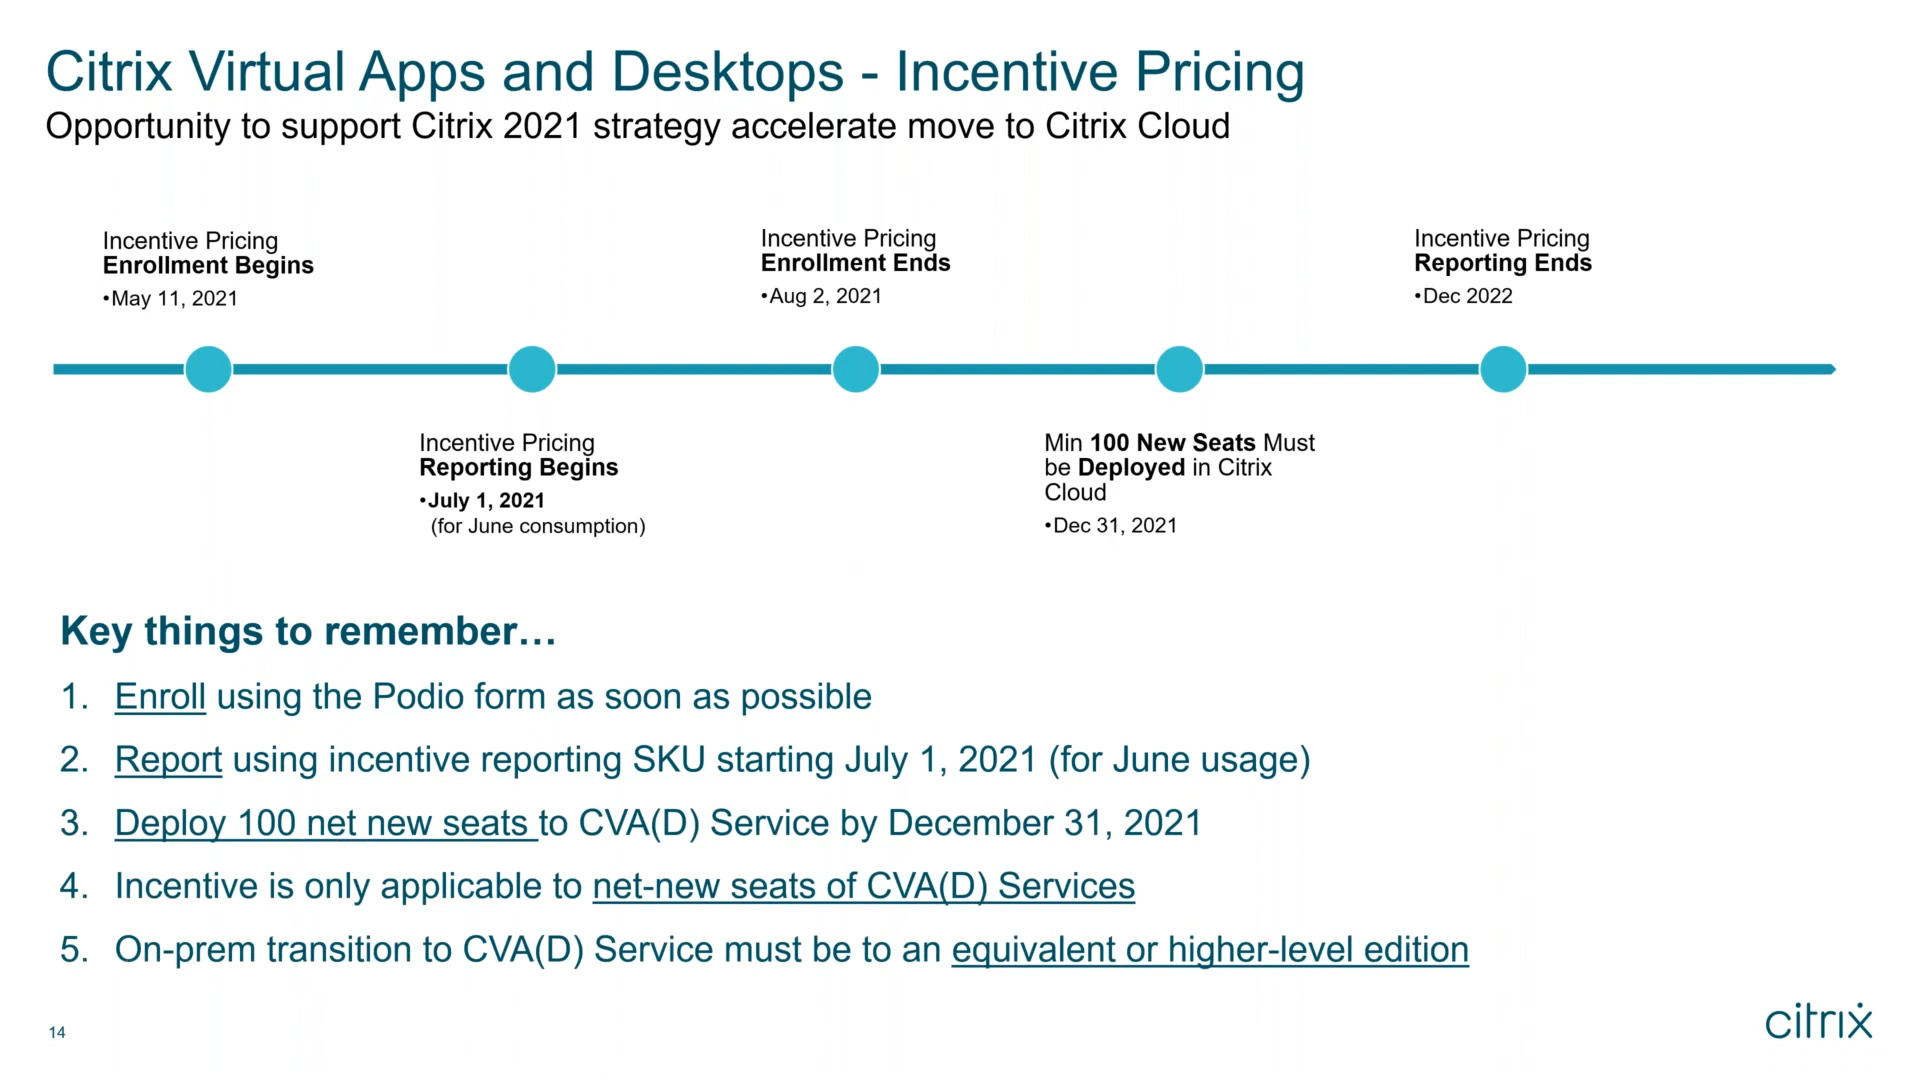 Citrix Virtual Apps and Desktops - Incentive Pricing
Opportunity to support Citrix 2021 strategy accelerate move to Citrix Cloud
Incentive Pricing
Enrollment Begins
•May 11, 2021
Incentive Pricing
Reporting Begins
•July 1, 2021
(for June consumption)
Incentive Pricing
Enrollment Ends
•Aug 2, 2021
Min 100 New Seats Must
be Deployed in Citrix
Cloud
•Dec 31, 2021
Incentive Pricing
Reporting Ends
•Dec 2022
Key things to remember…
1. Enroll using the Podio form as soon as possible
2. Report using incentive reporting SKU starting July 1, 2021 (for June usage)
3. Deploy 100 net new seats to CVA(D) Service by December 31, 2021
4. Incentive is only applicable to net-new seats of CVA(D) Services
5. On-prem transition to CVA(D) Service must be to an equivalent or higher-level edition
14
citrix